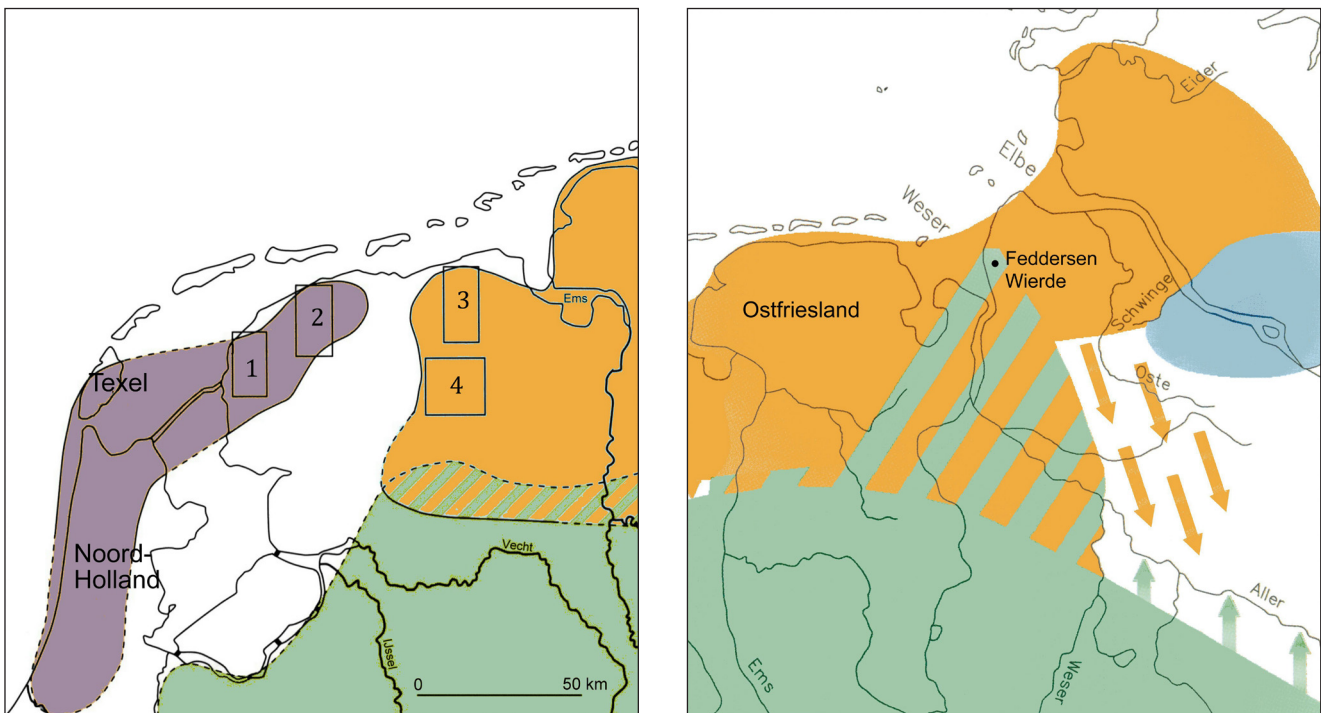 Texel
Noord-
Holland
1
2
3
4
Ems
Vecht
IJssel
0 50 km
Eider
Elbe
Weser
Feddersen
Wierde
Ostfriesland
Schwinge
Oste
Aller
Ems
Weser